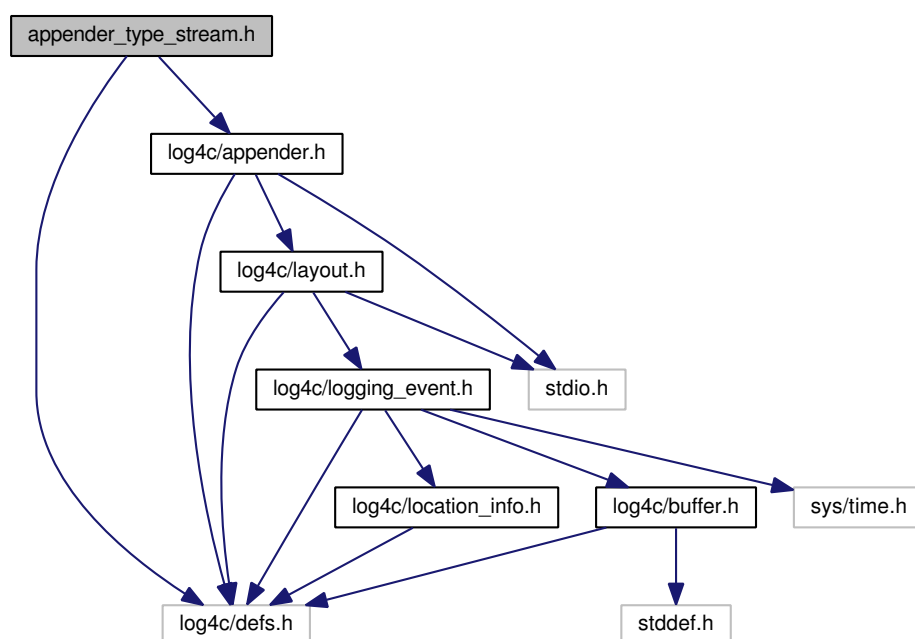 appender_type_stream.h
log4c/appender.h
log4c/layout.h
log4c/logging_event.h
stdio.h
log4c/location_info.h
log4c/buffer.h
sys/time.h
log4c/defs.h
stddef.h